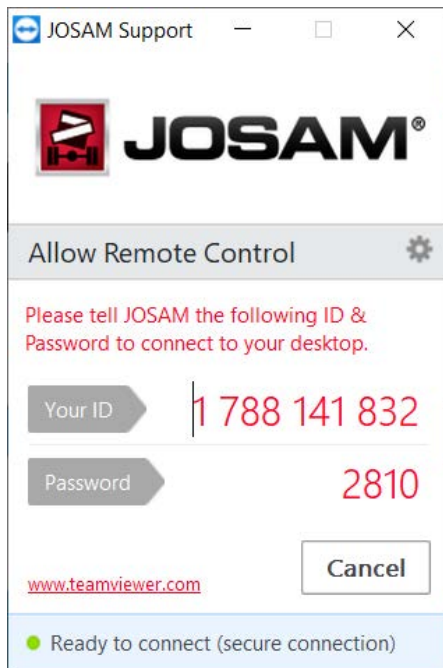 JOSAM Support
JOSAM®
Allow Remote Control
Please tell JOSAM the following ID &
Password to connect to your desktop.
Your ID 1 788 141 832
Password 2810
Cancel
www.teamviewer.com
Ready to connect (secure connection)